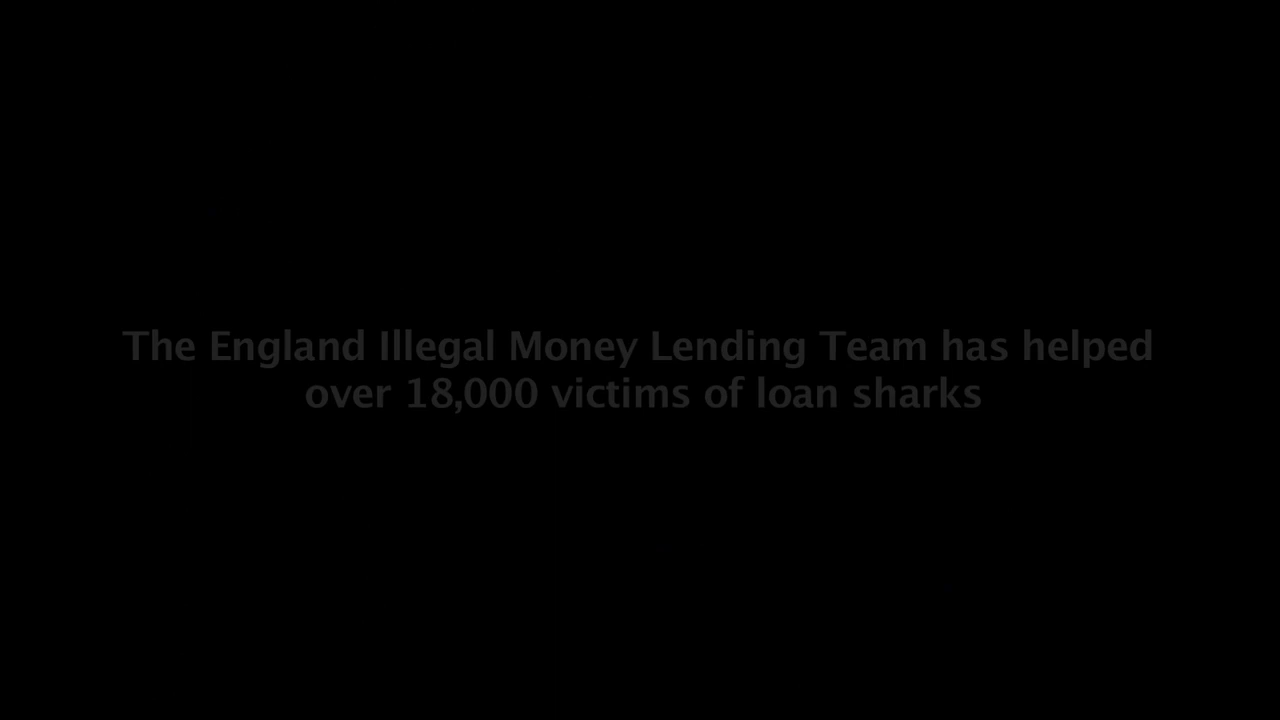 The England Illegal Money Lending Team has helped
over 18,000 victims of loan sharks